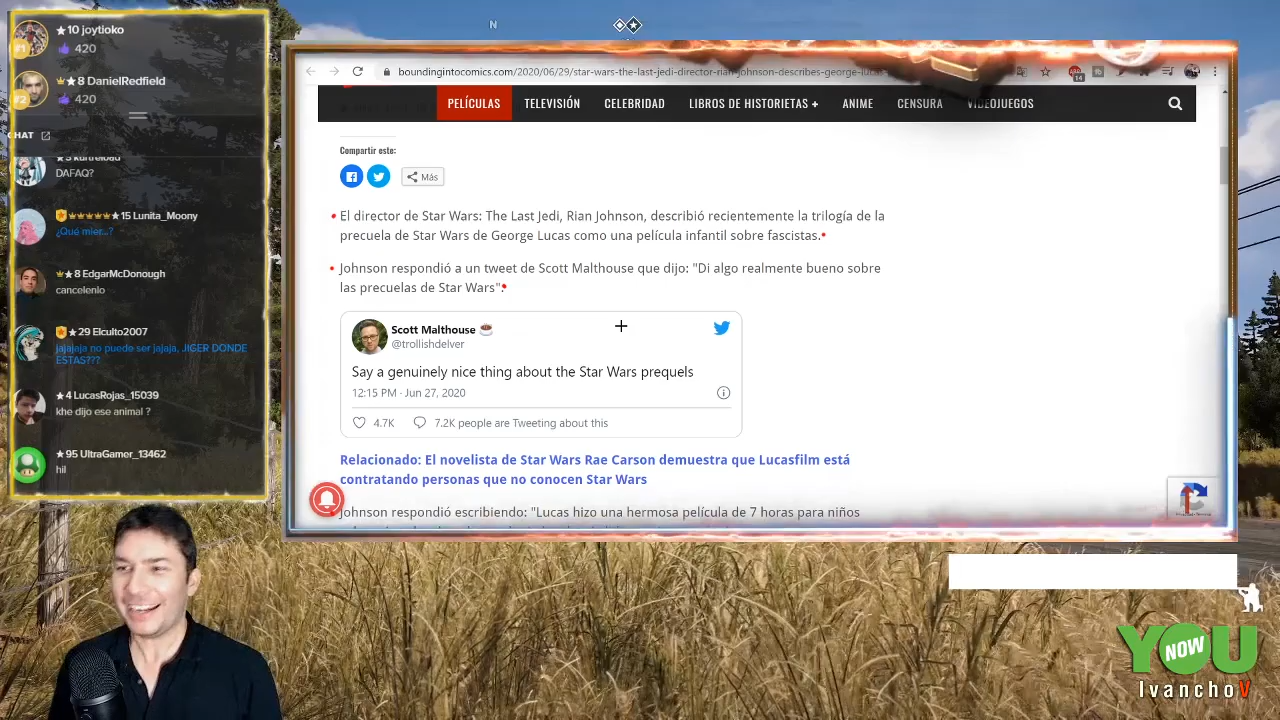 N
★10 joytioko
#1
420
★8 DanielRedfield
#2
420
CHAT
★5 kurtreload
DAFAQ?
★15 Lunita_Moony
¿Qué mier...?
★8 EdgarMcDonough
cancelenlo
★29 Elculto2007
jajajaja no puede ser jajaja, JIGER DONDE
ESTAS???
★4 LucasRojas_15039
khe dijo ese animal ?
★95 UltraGamer_13462
hil
boundingintocomics.com/2020/06/29/star-wars-the-last-jedi-director-rian-johnson-describes-george-lucas
14
PELÍCULAS TELEVISIÓN CELEBRIDAD LIBROS DE HISTORIETAS + ANIME CENSURA VIDEOJUEGOS
Compartir este:
Más
El director de Star Wars: The Last Jedi, Rian Johnson, describió recientemente la trilogía de la
precuela de Star Wars de George Lucas como una película infantil sobre fascistas.
Johnson respondió a un tweet de Scott Malthouse que dijo: "Di algo realmente bueno sobre
las precuelas de Star Wars".
Scott Malthouse
@trollishdelver
Say a genuinely nice thing about the Star Wars prequels
12:15 PM · Jun 27, 2020
4.7K 7.2K people are Tweeting about this
Relacionado: El novelista de Star Wars Rae Carson demuestra que Lucasfilm está
contratando personas que no conocen Star Wars
Johnson respondió escribiendo: "Lucas hizo una hermosa película de 7 horas para niños
YOU
NOW
IvanchoV